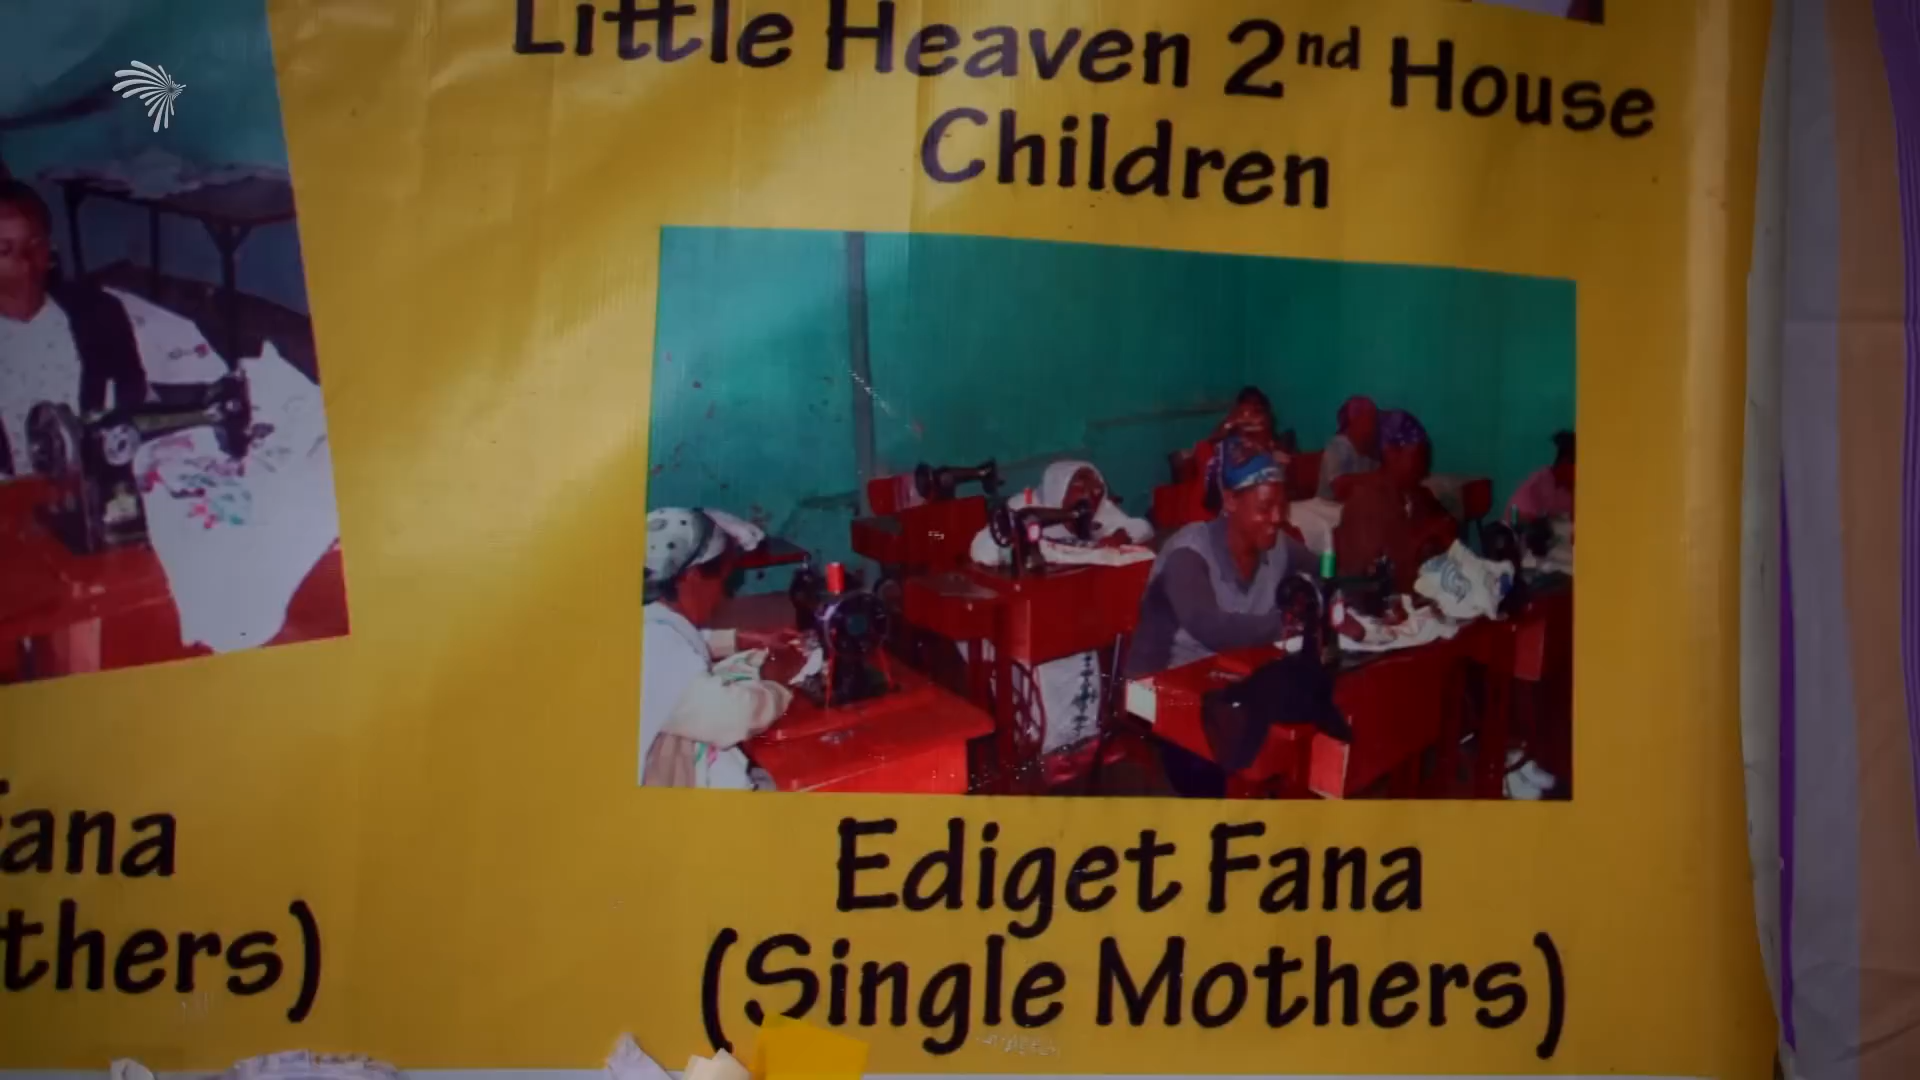 Little Heaven 2nd House
Children
Ediget Fana
(Single Mothers)
ana
thers)